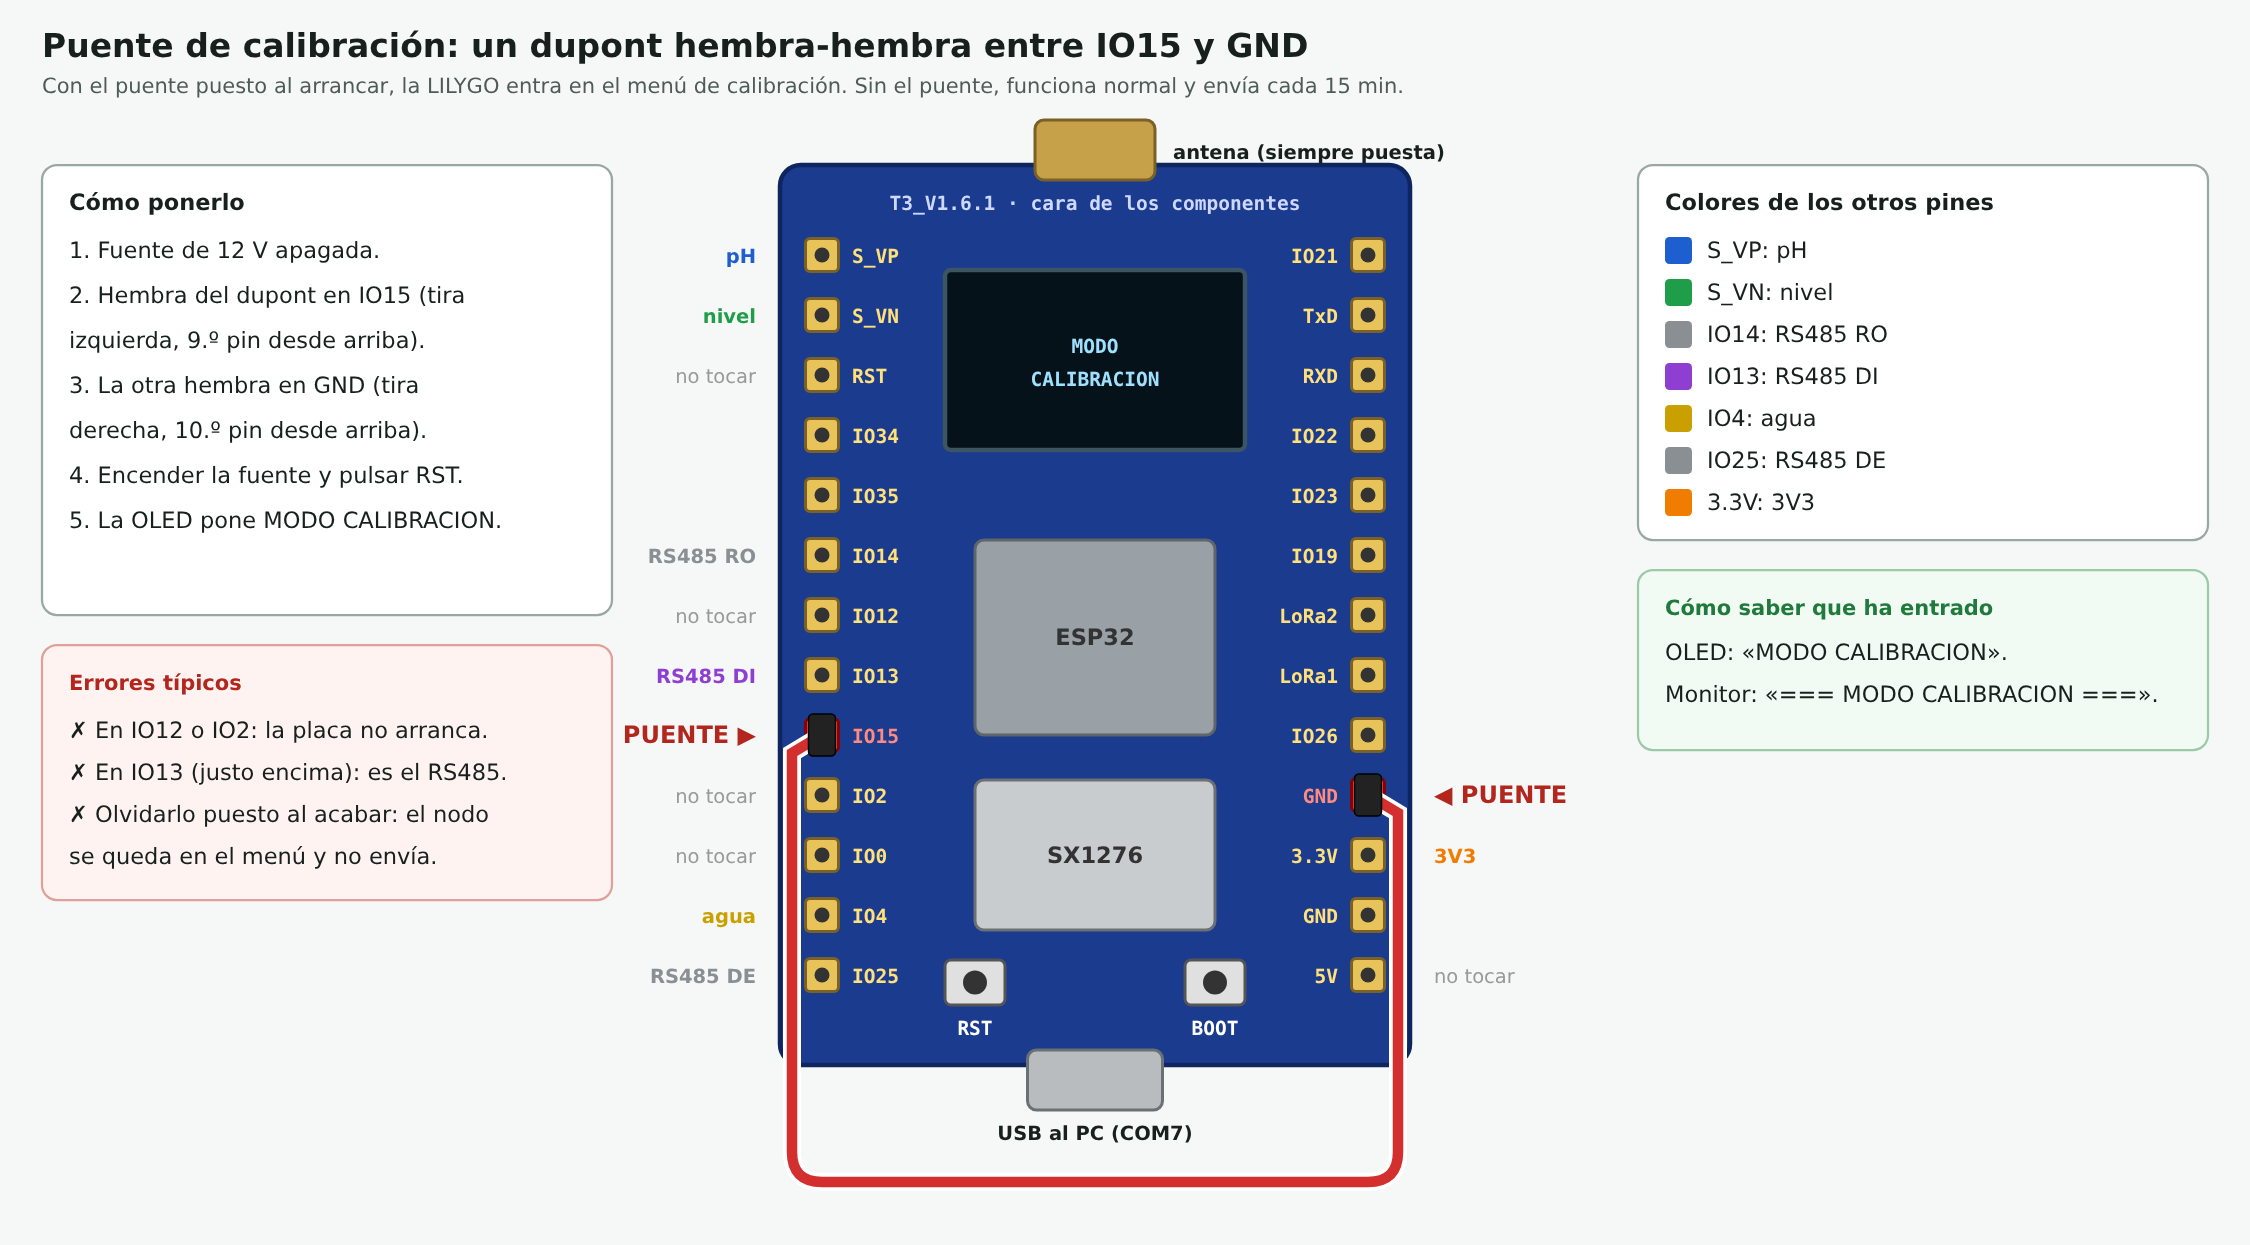 Puente de calibración: un dupont hembra-hembra entre IO15 y GND
Con el puente puesto al arrancar, la LILYGO entra en el menú de calibración. Sin el puente, funciona normal y envía cada 15 min.
Cómo ponerlo
1. Fuente de 12 V apagada.
2. Hembra del dupont en IO15 (tira
izquierda, 9.º pin desde arriba).
3. La otra hembra en GND (tira
derecha, 10.º pin desde arriba).
4. Encender la fuente y pulsar RST.
5. La OLED pone MODO CALIBRACION.
Errores típicos
✗ En IO12 o IO2: la placa no arranca.
✗ En IO13 (justo encima): es el RS485.
✗ Olvidarlo puesto al acabar: el nodo
se queda en el menú y no envía.
antena (siempre puesta)
T3_V1.6.1 · cara de los componentes
pH S_VP IO21
nivel S_VN TxD
MODO
CALIBRACION
no tocar RST RXD
IO34 IO22
IO35 IO23
RS485 RO IO14 IO19
no tocar IO12 LoRa2
ESP32
RS485 DI IO13 LoRa1
PUENTE ▶ IO15 IO26
no tocar IO2 GND ◀ PUENTE
no tocar IO0 SX1276 3.3V 3V3
agua IO4 GND
RS485 DE IO25 5V no tocar
RST BOOT
USB al PC (COM7)
Colores de los otros pines
S_VP: pH
S_VN: nivel
IO14: RS485 RO
IO13: RS485 DI
IO4: agua
IO25: RS485 DE
3.3V: 3V3
Cómo saber que ha entrado
OLED: «MODO CALIBRACION».
Monitor: «=== MODO CALIBRACION ===».